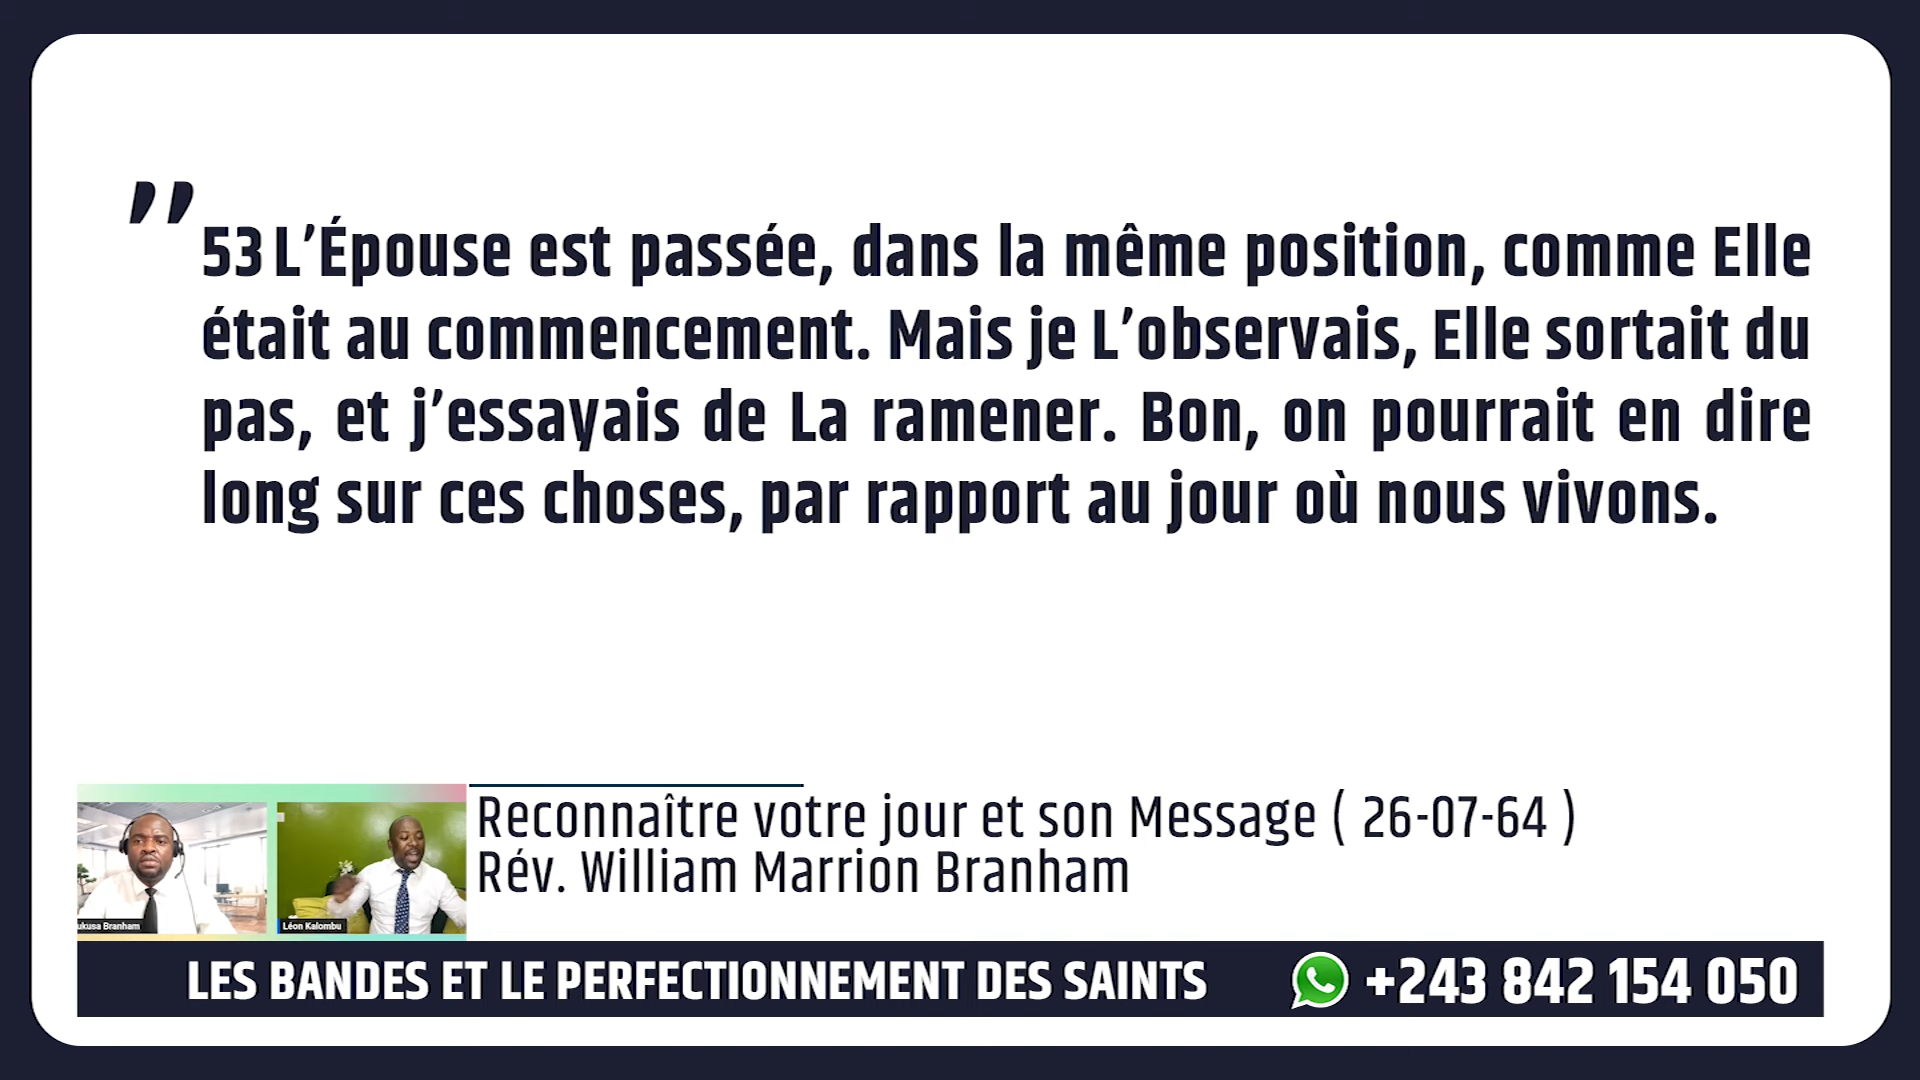 ” 53 L’Épouse est passée, dans la même position, comme Elle
était au commencement. Mais je L’observais, Elle sortait du
pas, et j’essayais de La ramener. Bon, on pourrait en dire
long sur ces choses, par rapport au jour où nous vivons.
Reconnaître votre jour et son Message ( 26-07-64 )
Rév. William Marrion Branham
ukusa Branham
Léon Kalombu
LES BANDES ET LE PERFECTIONNEMENT DES SAINTS
+243 842 154 050